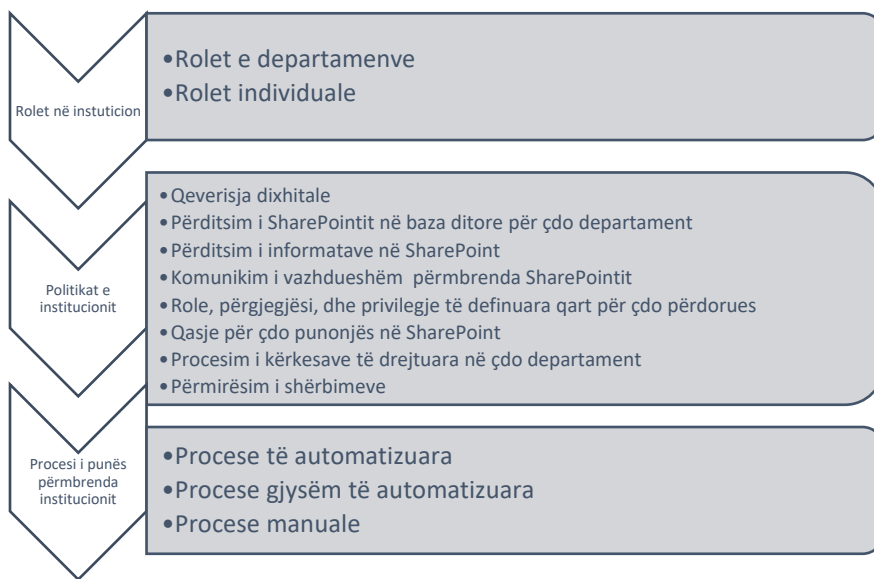 Rolet në instuticion
•Rolet e departamenve
•Rolet individuale
Politikat e
institucionit
•Qeverisja dixhitale
•Përditsim i SharePointit në baza ditore për çdo departament
•Përditsim i informatave në SharePoint
•Komunikim i vazhdueshëm përmbrenda SharePointit
•Role, përgjegjësi, dhe privilegje të definuara qart për çdo përdorues
•Qasje për çdo punonjës në SharePoint
•Procesim i kërkesave të drejtuara në çdo departament
•Përmirësim i shërbimeve
Procesi i punës
përmbrenda
institucionit
•Procese të automatizuara
•Procese gjysëm të automatizuara
•Procese manuale